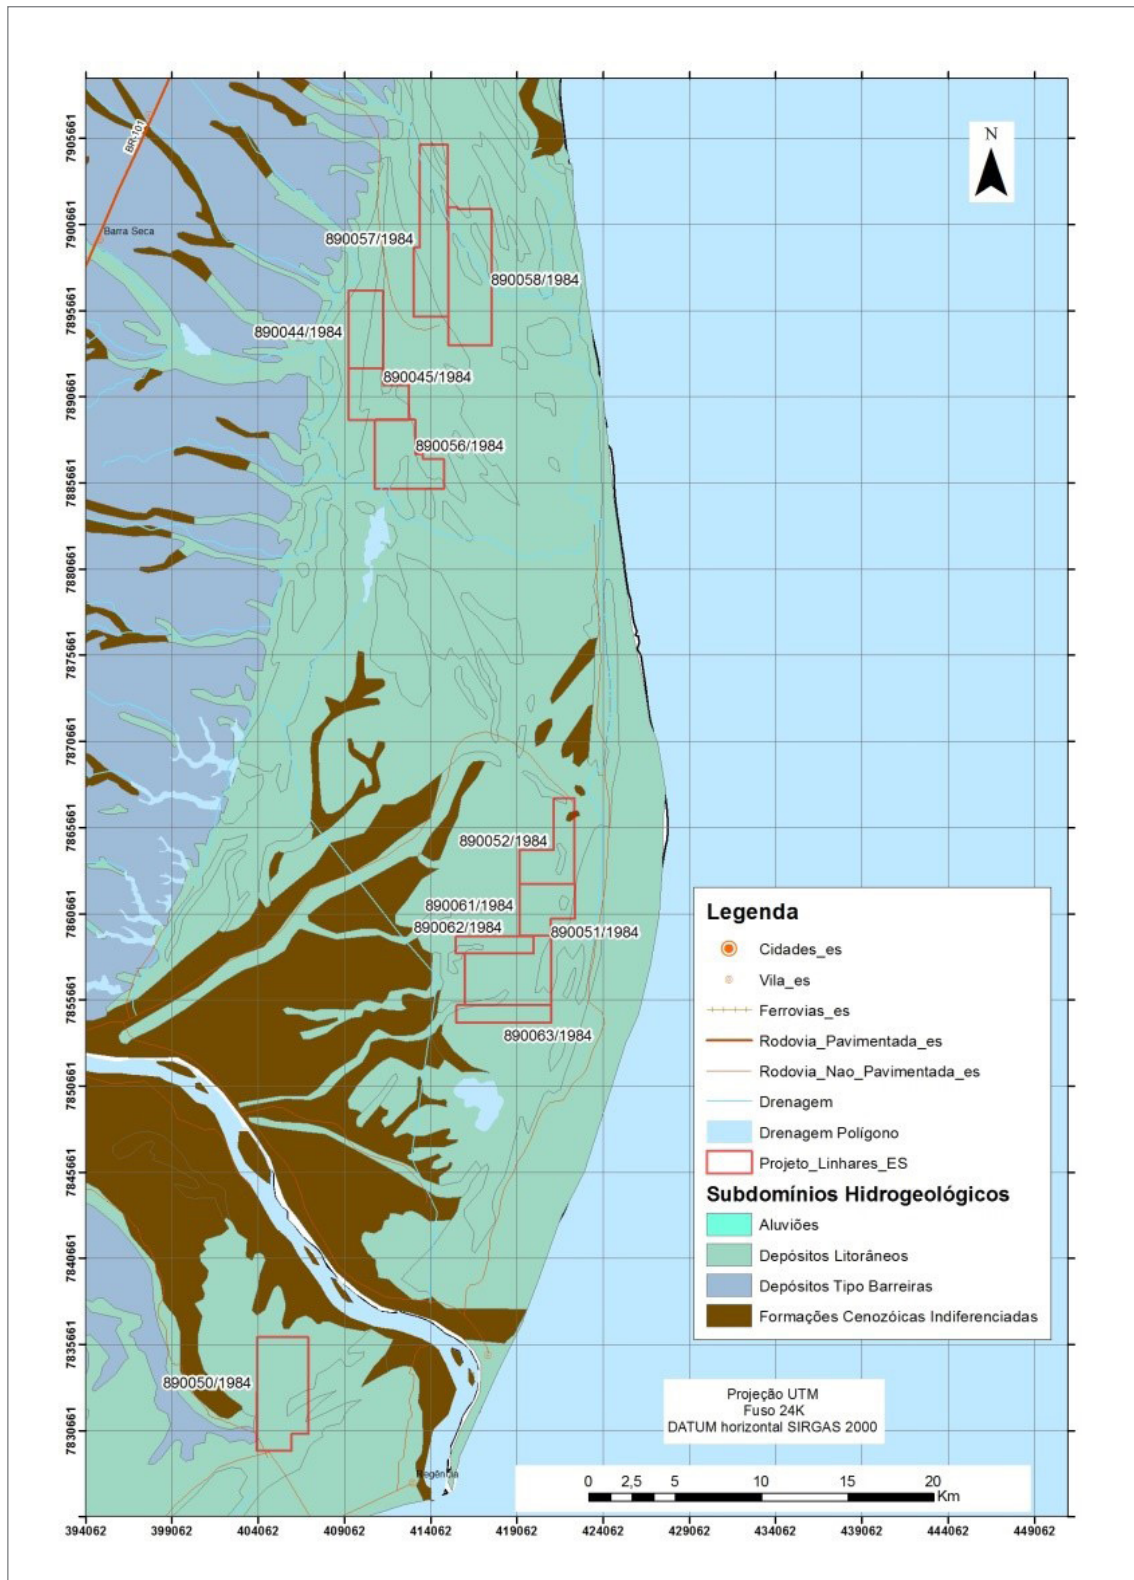 N
7905661
7900661
7895661
7890661
7885661
7880661
7875661
7870661
7865661
7860661
7855661
7850661
7845661
7840661
7835661
7830661
BR-101
Barra Seca
890057/1984
890058/1984
890044/1984
890045/1984
890056/1984
890052/1984
890061/1984
890062/1984
890051/1984
890063/1984
890050/1984
Regência
Legenda
Cidades_es
Vila_es
Ferrovias_es
Rodovia_Pavimentada_es
Rodovia_Nao_Pavimentada_es
Drenagem
Drenagem Polígono
Projeto_Linhares_ES
Subdomínios Hidrogeológicos
Aluviões
Depósitos Litorâneos
Depósitos Tipo Barreiras
Formações Cenozóicas Indiferenciadas
Projeção UTM
Fuso 24K
DATUM horizontal SIRGAS 2000
0 2,5 5 10 15 20
Km
394062 399062 404062 409062 414062 419062 424062 429062 434062 439062 444062 449062